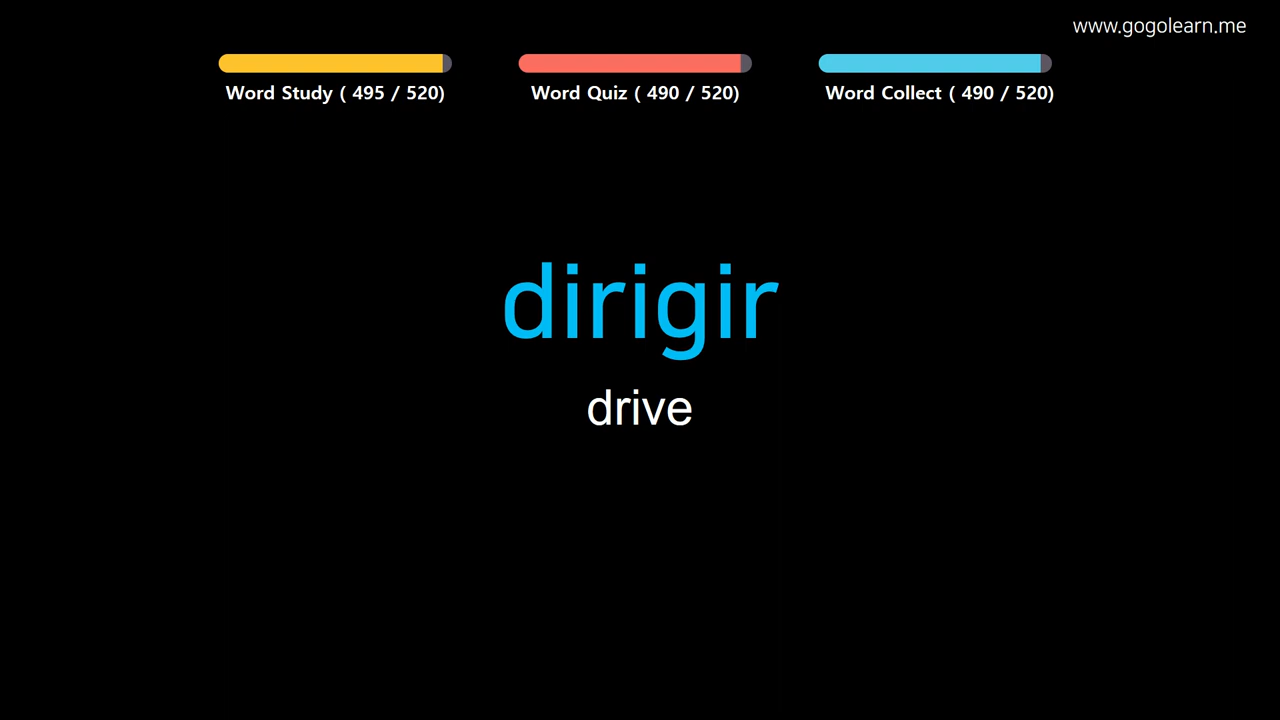 www.gogolearn.me
Word Study ( 495 / 520)
Word Quiz ( 490 / 520)
Word Collect ( 490 / 520)
dirigir
drive